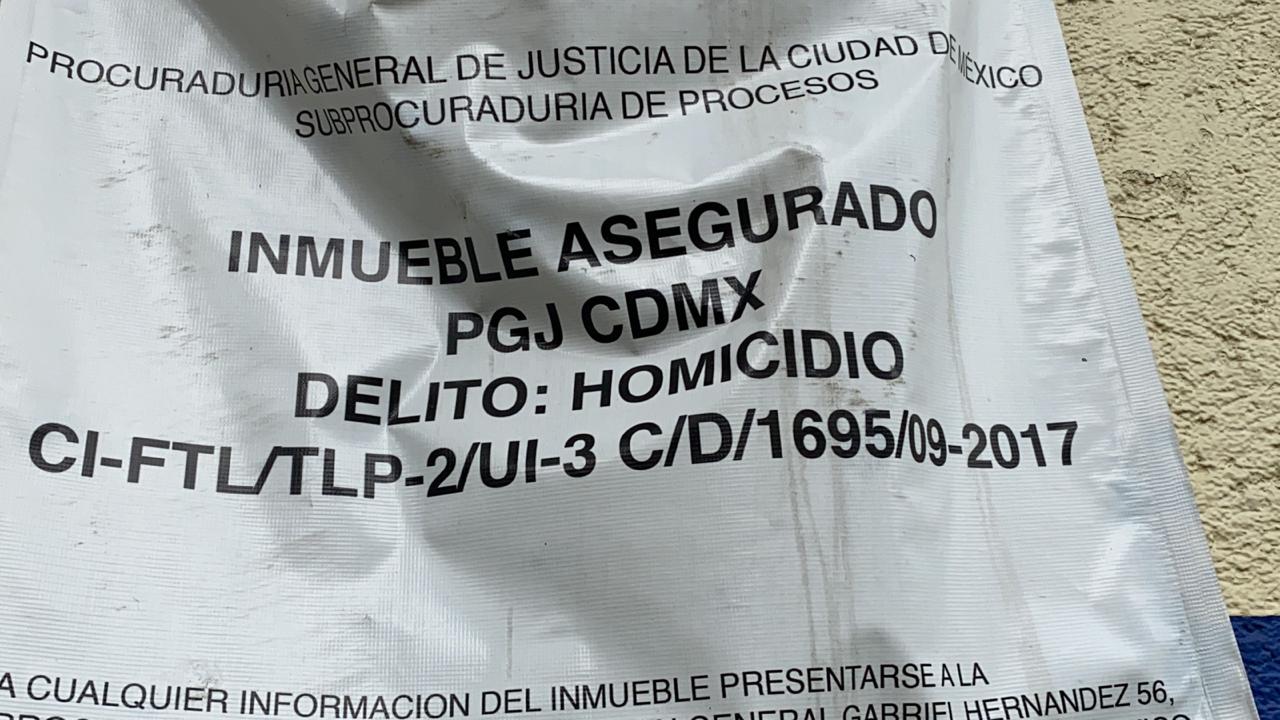 PROCURADURIA GENERAL DE JUSTICIA DE LA CIUDAD DE MÉXICO
SUBPROCURADURIA DE PROCESOS
INMUEBLE ASEGURADO
PGJ CDMX
DELITO: HOMICIDIO
CI-FTL/TLP-2/UI-3 C/D/1695/09-2017
A CUALQUIER INFORMACION DEL INMUEBLE PRESENTARSE A LA
GENERAL GABRIEL HERNANDEZ 56,